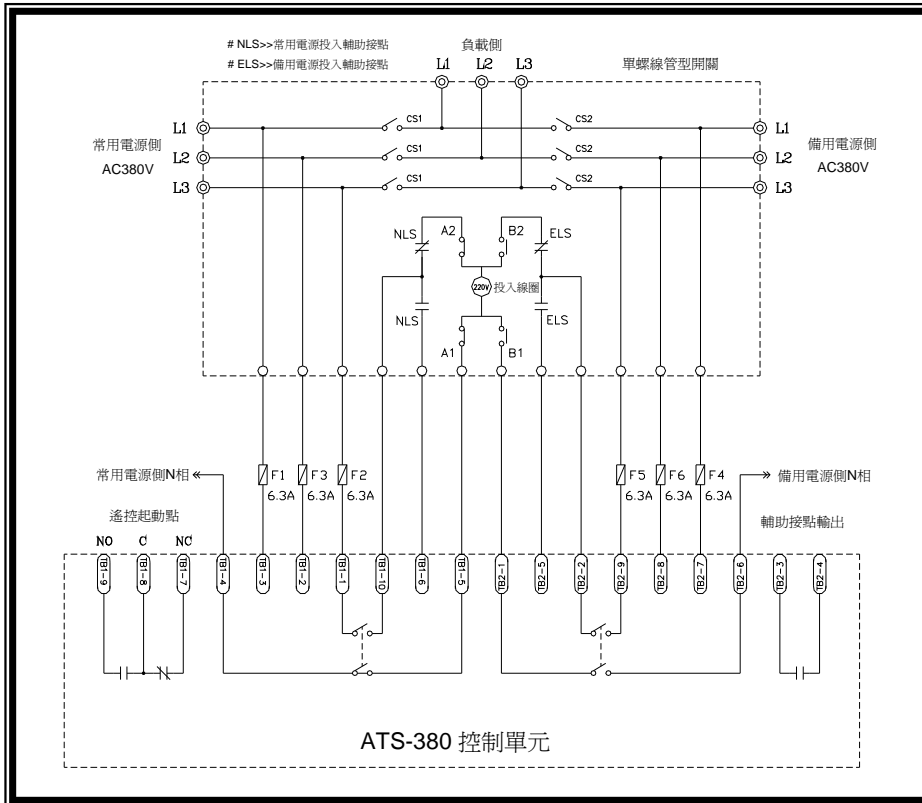 # NLS>>常用電源投入輔助接點
# ELS>>備用電源投入輔助接點
負載側
L1 L2 L3
單螺線管型開關
L1 CS1 CS2 L1
常用電源側
AC380V
L2 CS1 CS2 L2
備用電源側
AC380V
L3 CS1 CS2 L3
NLS A2 B2 ELS
220V 投入線圈
NLS A1 B1 ELS
常用電源側N相
F1 6.3A
F3 6.3A
F2 6.3A
F5 6.3A
F6 6.3A
F4 6.3A
備用電源側N相
遙控起動點
NO C NC
輔助接點輸出
TB1-9 TB1-8 TB1-7 TB1-4 TB1-3 TB1-2 TB1-1 TB1-10 TB1-6 TB1-5 TB2-1 TB2-5 TB2-2 TB2-9 TB2-8 TB2-7 TB2-6 TB2-3 TB2-4
ATS-380 控制單元